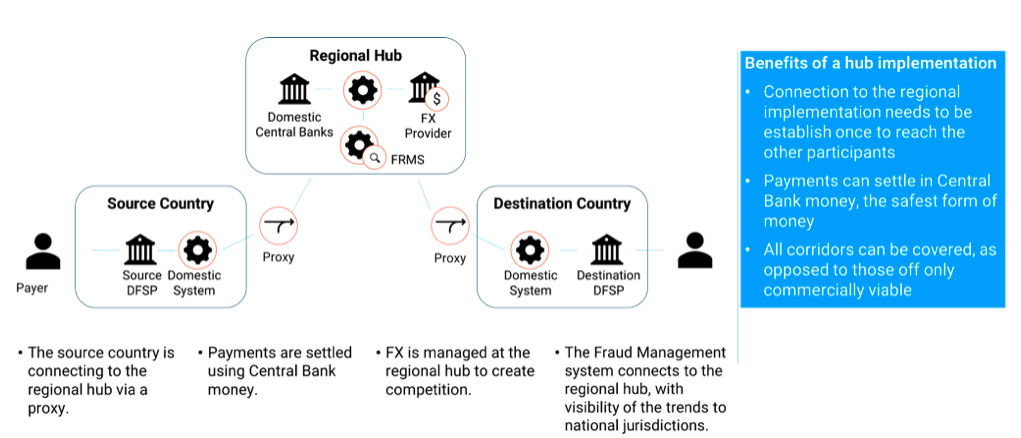 Regional Hub
Domestic
Central Banks
$
FX
Provider
FRMS
Source Country
Source
DFSP
Domestic
System
Proxy
Payer
Destination Country
Proxy
Domestic
System
Destination
DFSP
Benefits of a hub implementation
• Connection to the regional
implementation needs to be
establish once to reach the
other participants
• Payments can settle in Central
Bank money, the safest form of
money
• All corridors can be covered, as
opposed to those off only
commercially viable
• The source country is
connecting to the
regional hub via a
proxy.
• Payments are settled
using Central Bank
money.
• FX is managed at the
regional hub to create
competition.
• The Fraud Management
system connects to the
regional hub, with
visibility of the trends to
national jurisdictions.